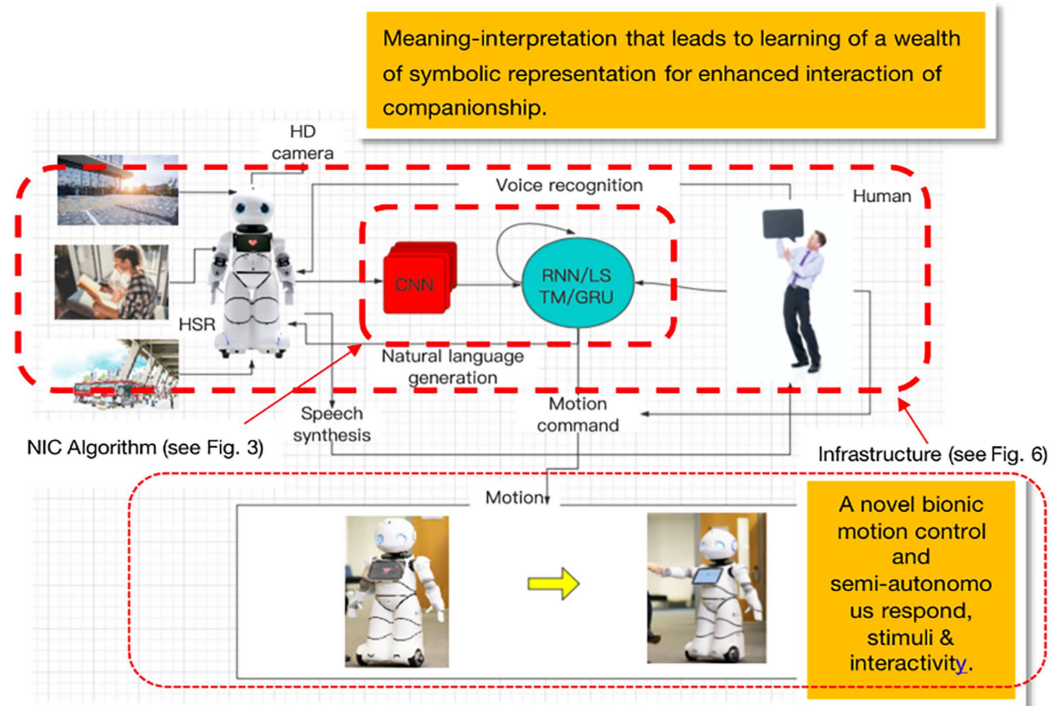 Meaning-interpretation that leads to learning of a wealth
of symbolic representation for enhanced interaction of
companionship.
HD
camera
Voice recognition
Human
CNN
RNN/LS
TM/GRU
HSR
Natural language
generation
Speech
synthesis
Motion
command
NIC Algorithm (see Fig. 3)
Infrastructure (see Fig. 6)
Motion
A novel bionic
motion control
and
semi-autonomo
us respond,
stimuli &
interactivity.